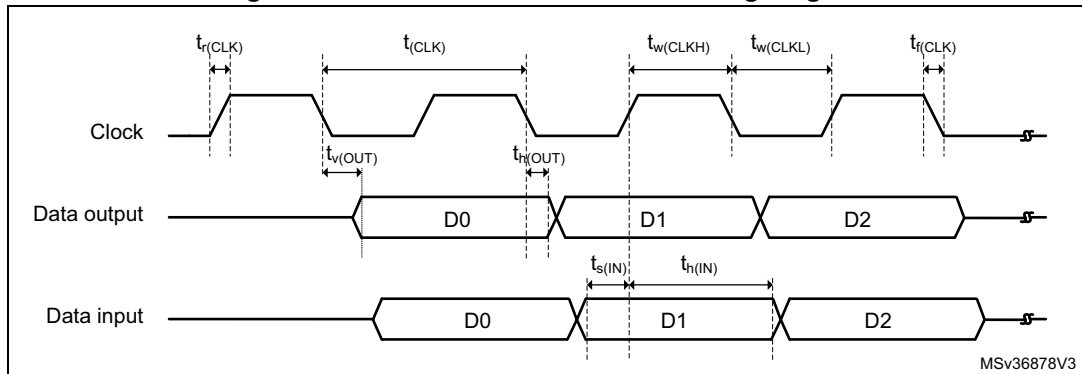 tr(CLK) t(CLK) tw(CLKH) tw(CLKL) tf(CLK)
Clock
tv(OUT) th(OUT)
Data output D0 D1 D2
ts(IN) th(IN)
Data input D0 D1 D2
MSv36878V3